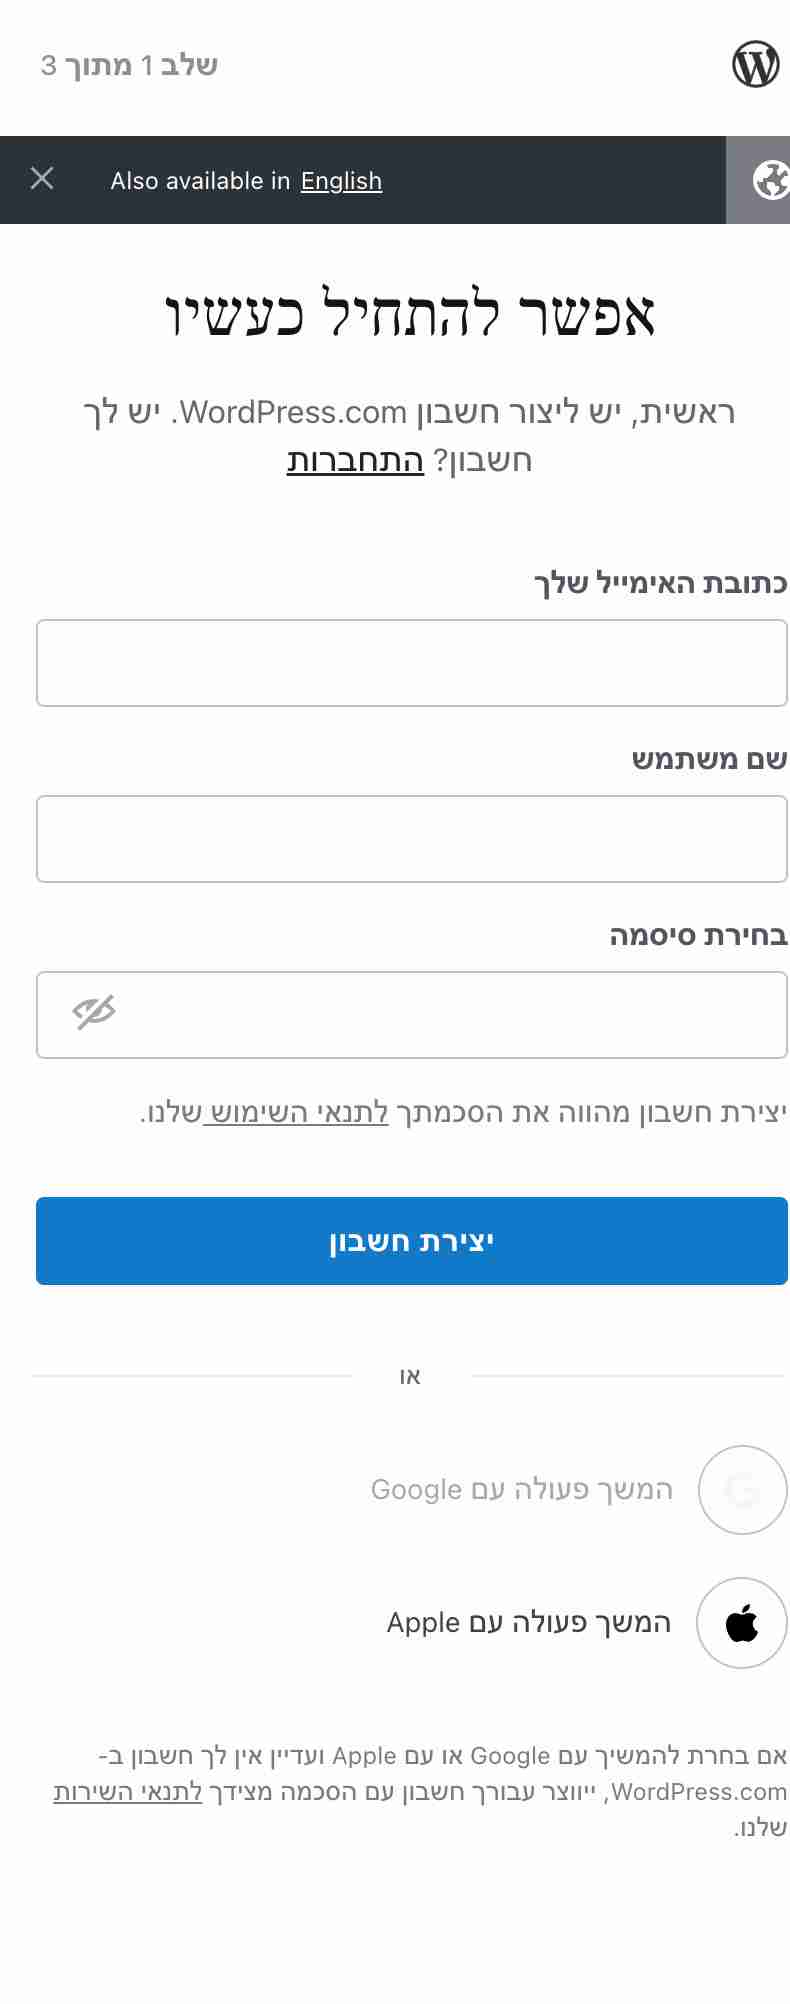 שלב 1 מתוך 3
Also available in English
אפשר להתחיל כעשיו
ראשית, יש ליצור חשבון WordPress.com. יש לך
חשבון? התחברות
כתובת האימייל שלך
שם משתמש
בחירת סיסמה
יצירת חשבון מהווה את הסכמתך לתנאי השימוש שלנו.
יצירת חשבון
או
המשך פעולה עם Google
המשך פעולה עם Apple
אם בחרת להמשיך עם Google או עם Apple ועדיין אין לך חשבון ב-
WordPress.com, ייווצר עבורך חשבון עם הסכמה מצידך לתנאי השירות
שלנו.